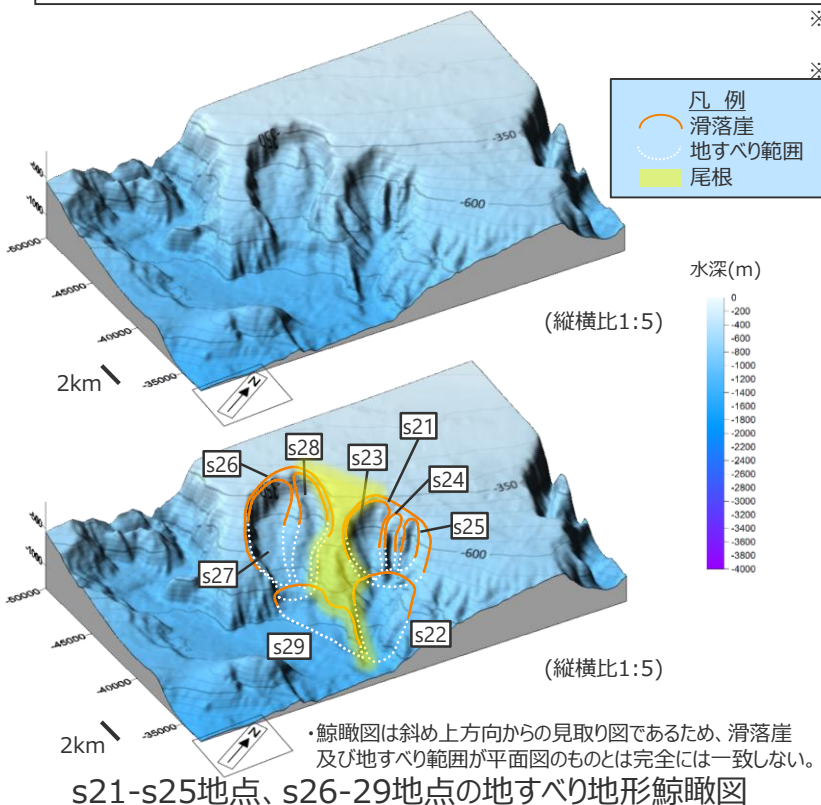 ※
※
凡 例
滑落崖
地すべり範囲
尾根
-350
350
-600
-500
-1000
-50000
-45000
-40000
-35000
(縦横比1:5)
2km
N
水深(m)
0
-200
-400
-600
-800
-1000
-1200
-1400
-1600
-1800
-2000
-2200
-2400
-2600
-2800
-3000
-3200
-3400
-3600
-3800
-4000
s21
s28
s23
s26
s24
s25
-350
350
-600
s27
s22
s29
-500
-1000
-50000
-45000
-40000
-35000
(縦横比1:5)
2km
N
・鯨瞰図は斜め上方向からの見取り図であるため、滑落崖
及び地すべり範囲が平面図のものとは完全には一致しない。
s21-s25地点、s26-29地点の地すべり地形鯨瞰図